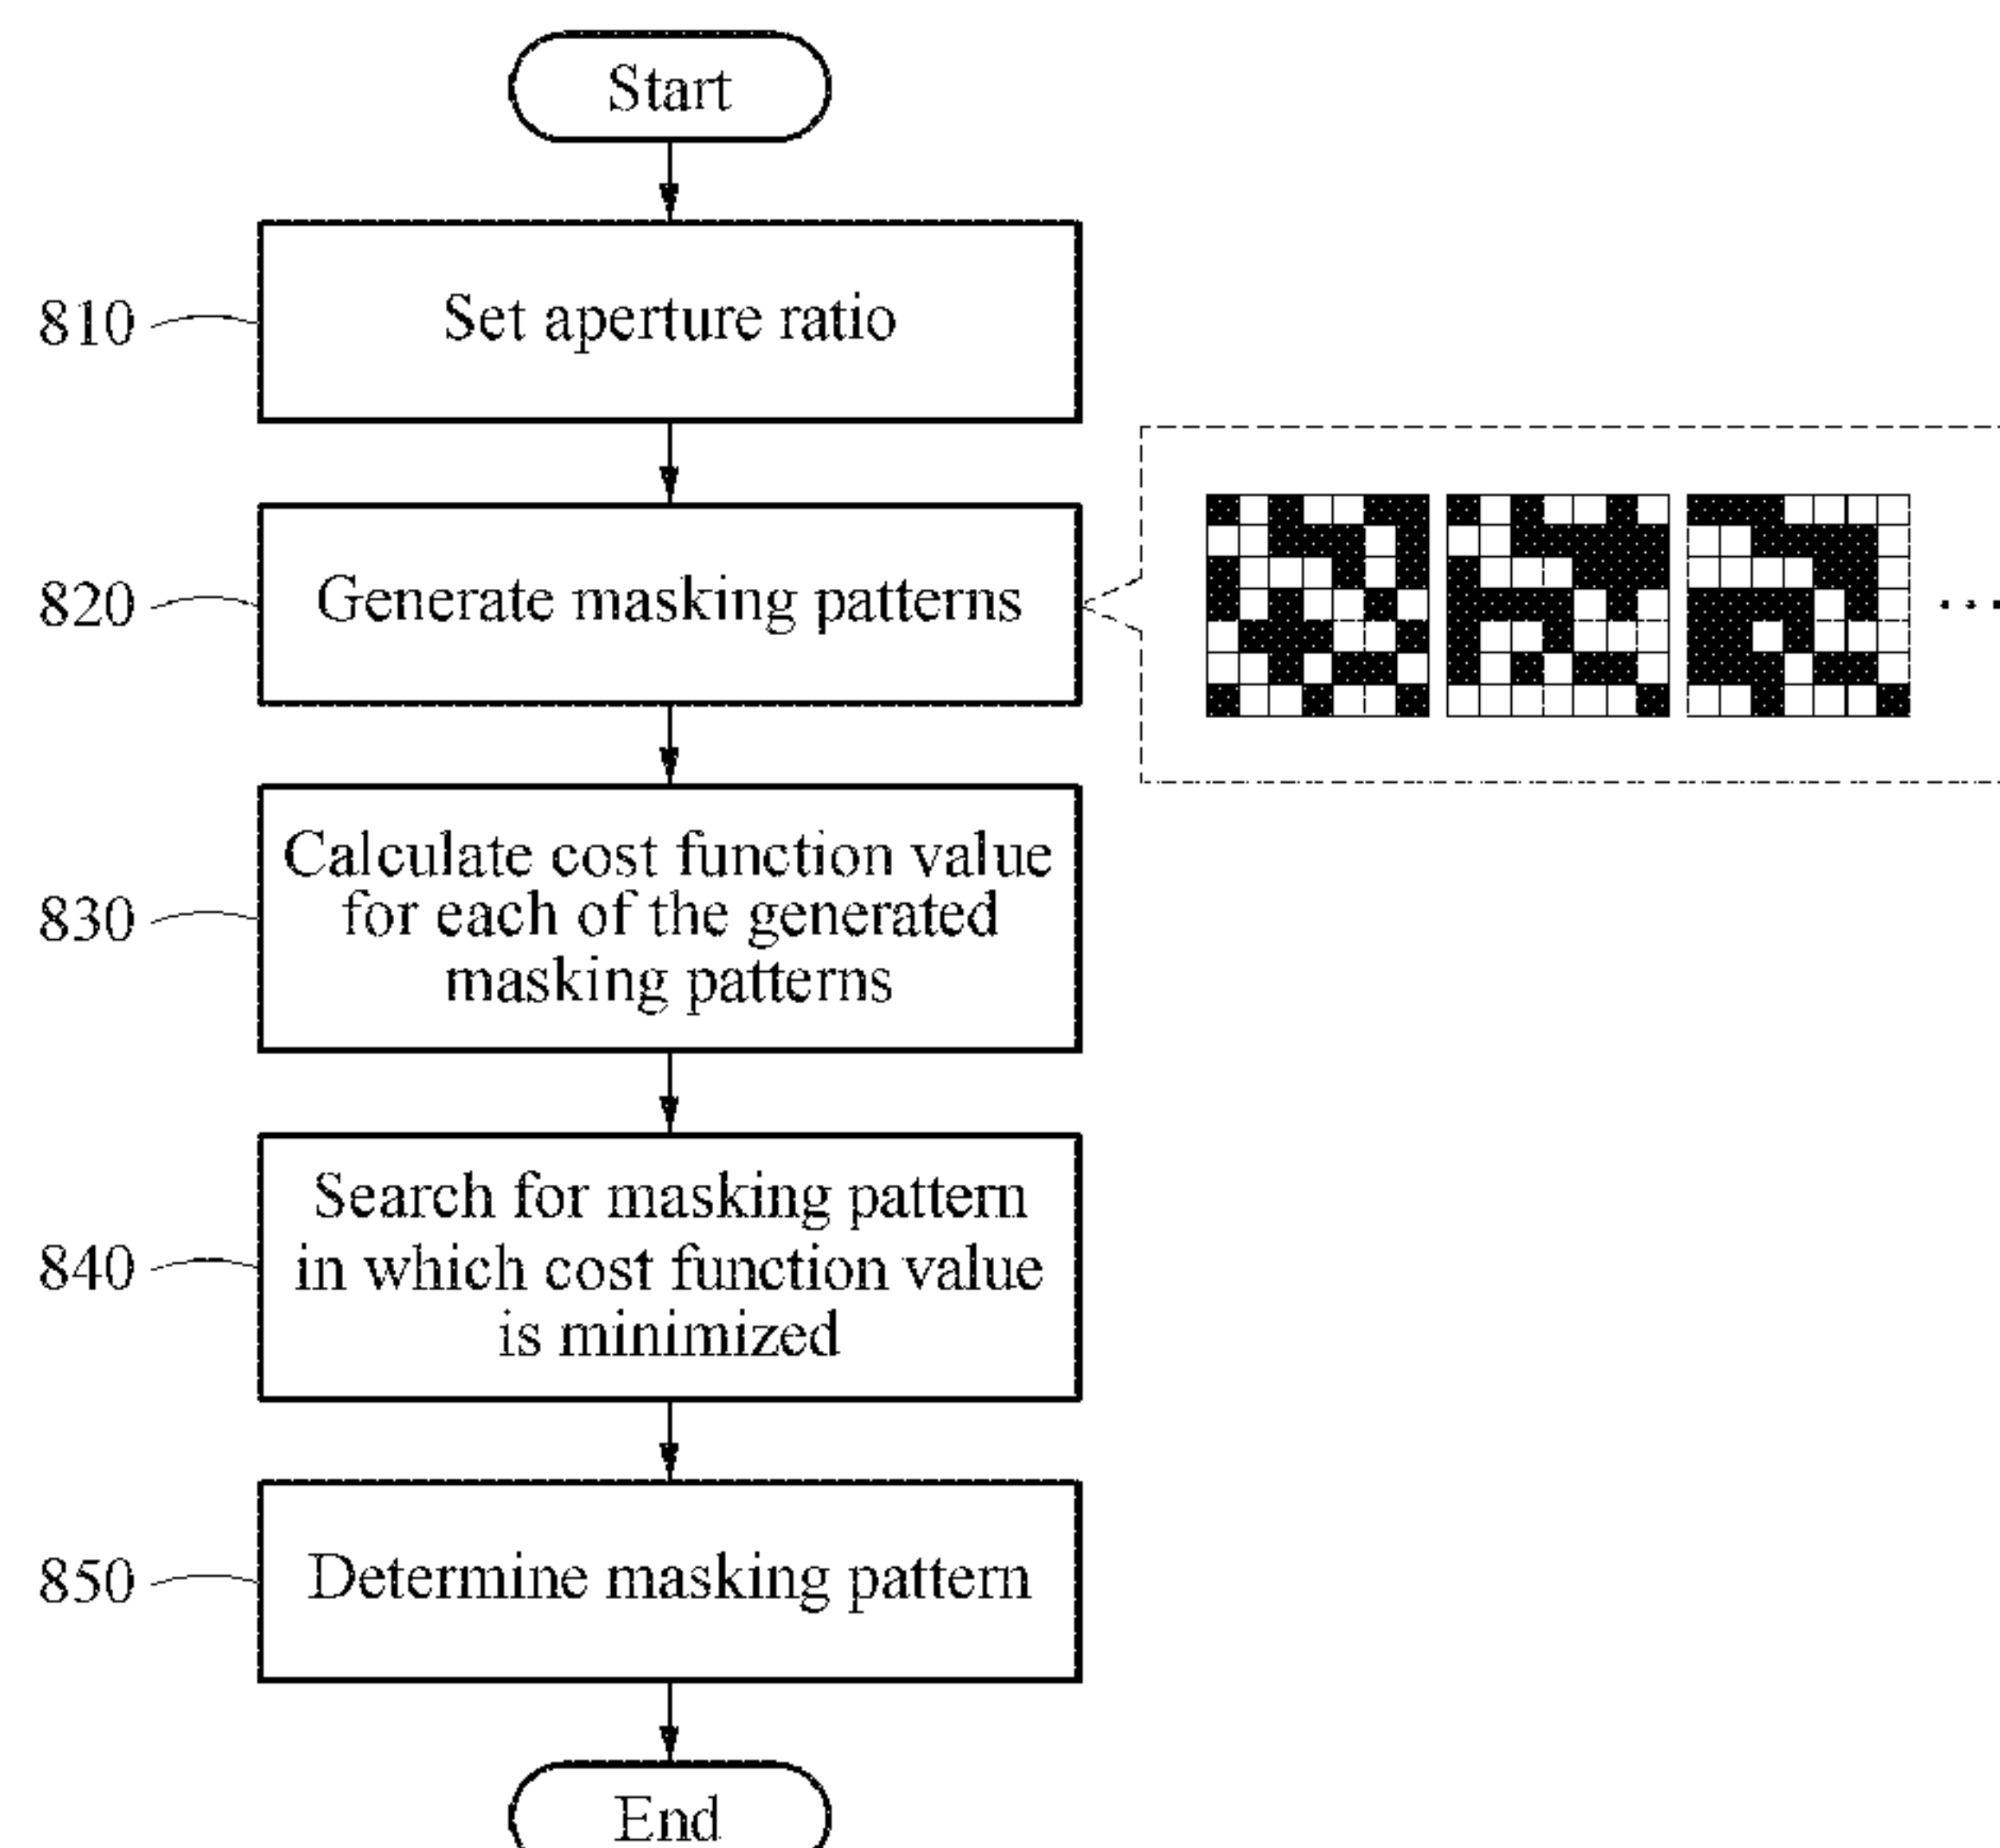 Start
810
Set aperture ratio
820
Generate masking patterns
...
830
Calculate cost function value
for each of the generated
masking patterns
840
Search for masking pattern
in which cost function value
is minimized
850
Determine masking pattern
End